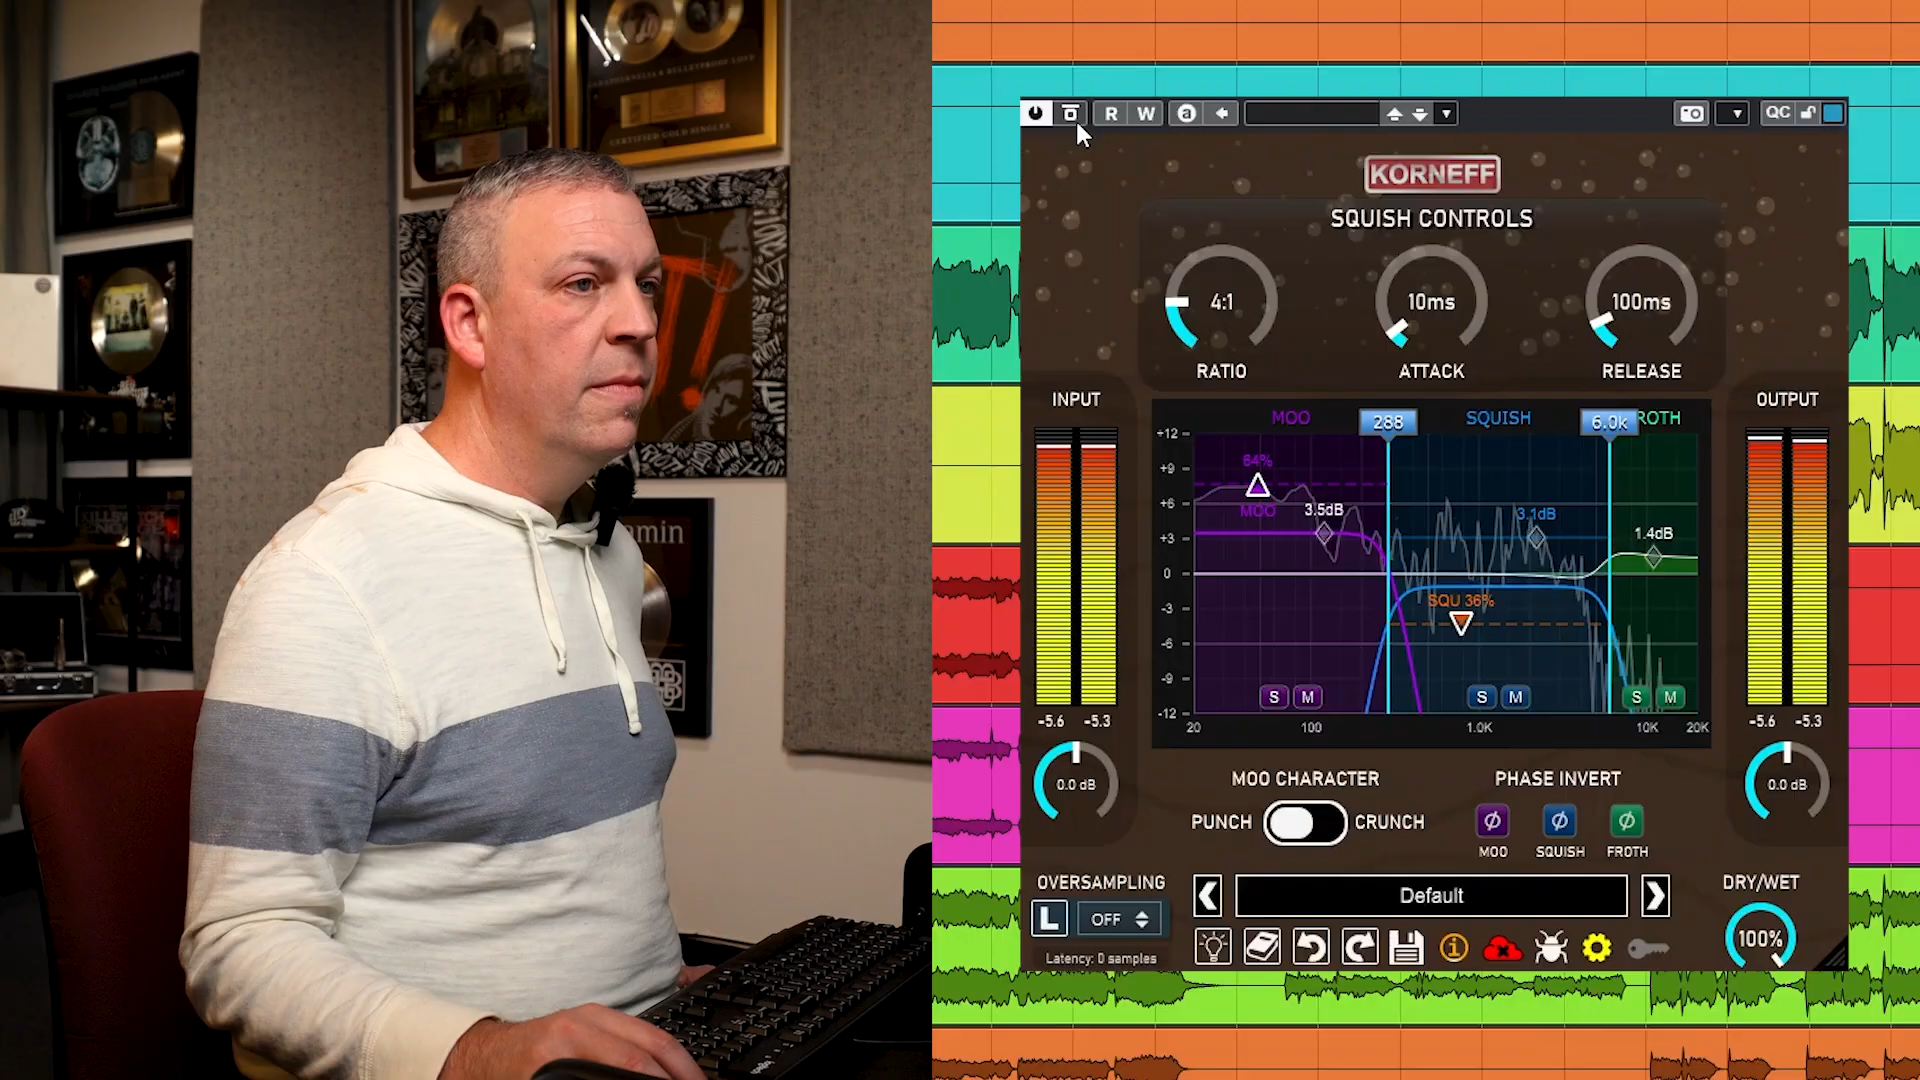 CERTIFIED GOLD SINGLES
min
R W a QC
KORNEFF
SQUISH CONTROLS
4:1 10ms 100ms
RATIO ATTACK RELEASE
INPUT OUTPUT
MOO 288 SQUISH 6.0k ROTH
+12
+9
+6
+3
0
-3
-6
-9
-12
64%
MOO
3.5dB
3.1dB
1.4dB
SQU 36%
S M S M S M
20 100 1.0K 10K 20K
-5.6 -5.3
-5.6 -5.3
0.0 dB
0.0 dB
MOO CHARACTER
PUNCH CRUNCH
PHASE INVERT
Ø Ø Ø
MOO SQUISH FROTH
OVERSAMPLING
L OFF
Latency: 0 samples
Default
DRY/WET
100%